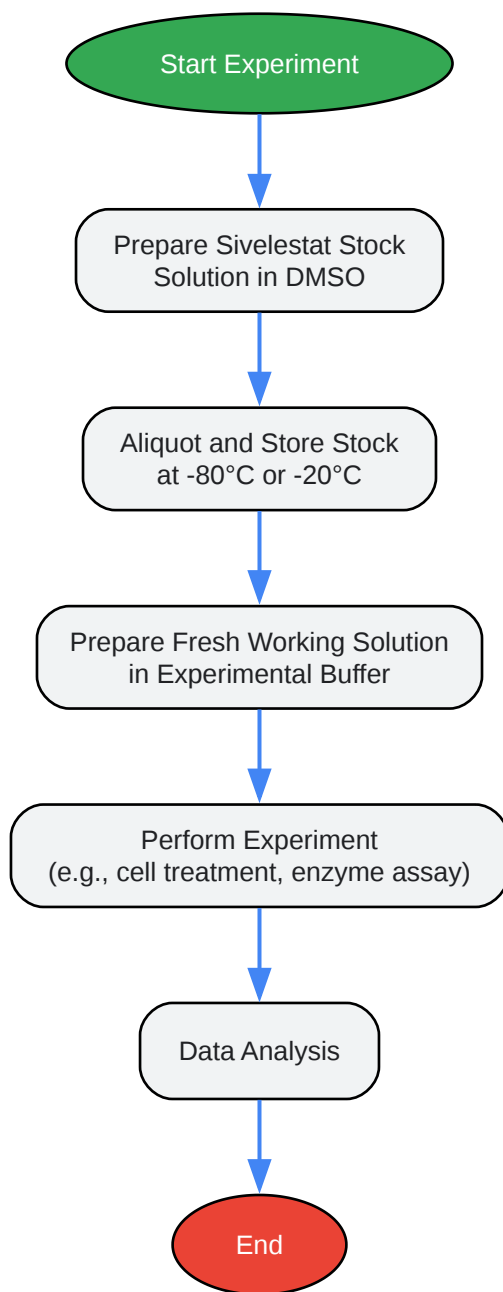 Start Experiment
Prepare Sivelestat Stock
Solution in DMSO
Aliquot and Store Stock
at -80°C or -20°C
Prepare Fresh Working Solution
in Experimental Buffer
Perform Experiment
(e.g., cell treatment, enzyme assay)
Data Analysis
End